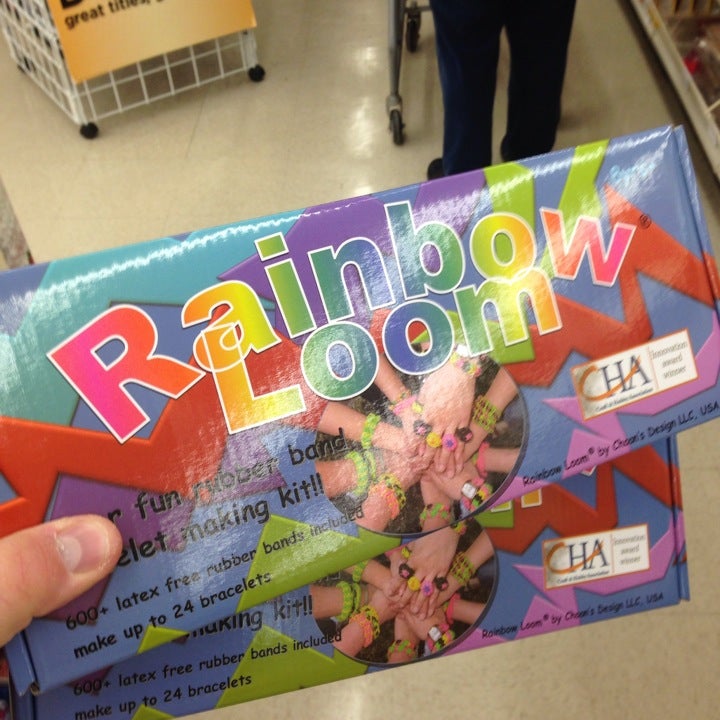 great titles,
Rainbow
Loom®
fun rubber band
making kit!!
600+ latex free rubber bands included
make up to 24 bracelets
CHA
Craft & Hobby Association
Innovation
award
winner
Rainbow Loom® by Choon's Design LLC, USA
making kit!!
600+ latex free rubber bands included
make up to 24 bracelets
CHA
Craft & Hobby Association
Innovation
award
winner
Rainbow Loom® by Choon's Design LLC, USA